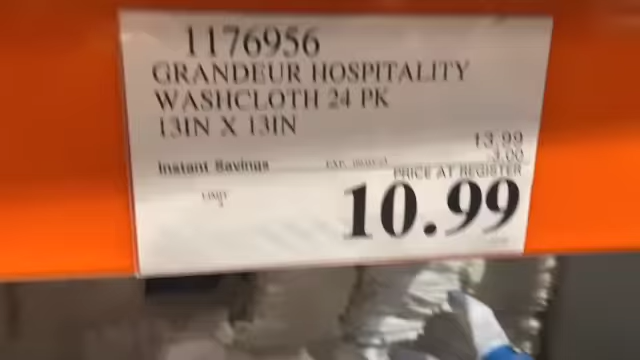 1176956
GRANDEUR HOSPITALITY
WASHCLOTH 24 PK
13IN X 13IN
13.99
Instant Savings -3.00
PRICE AT REGISTER
LIMIT
10.99